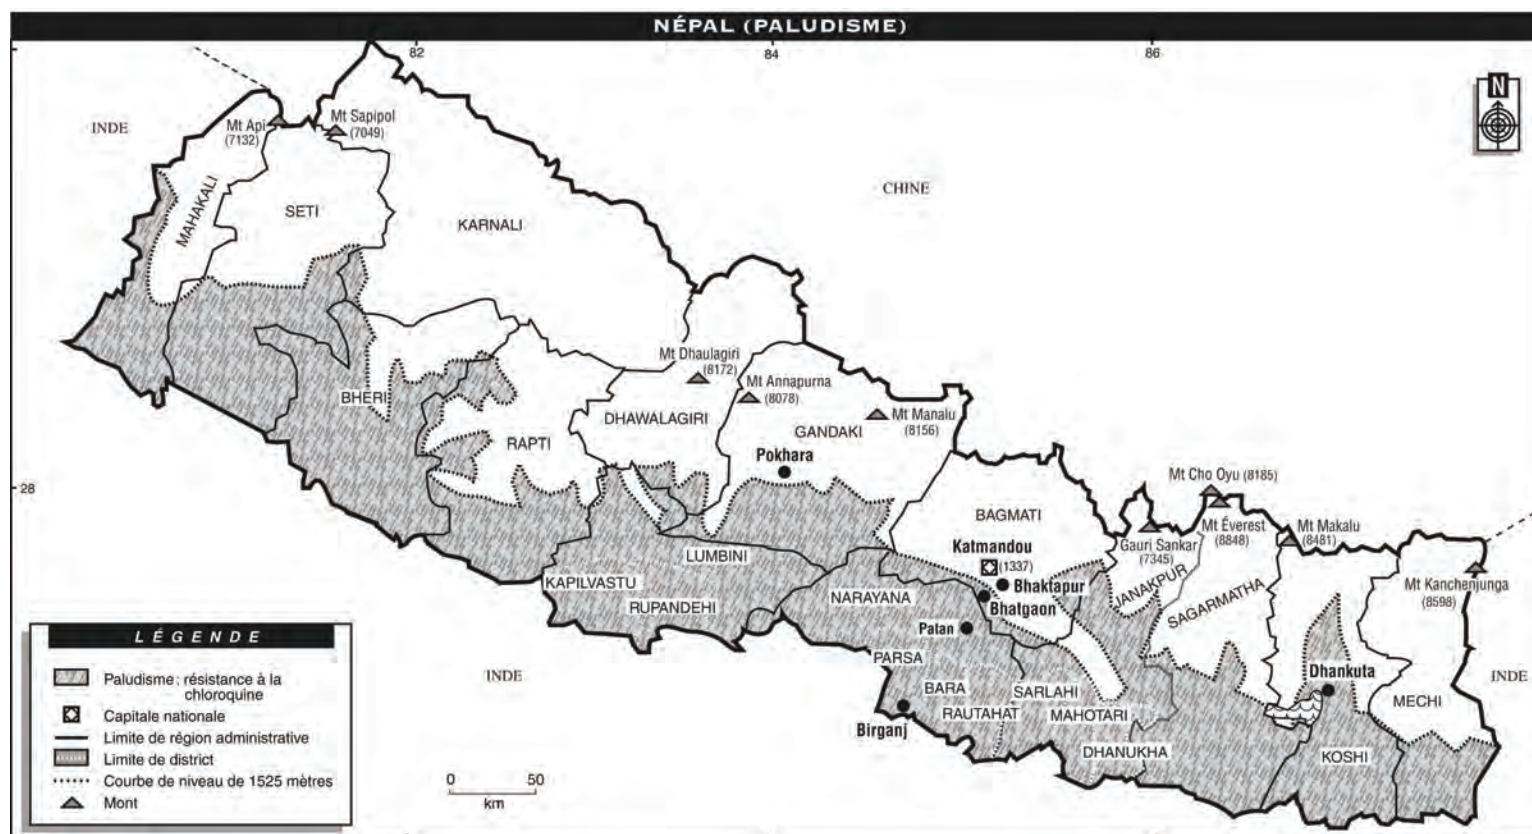 NÉPAL (PALUDISME)
82
84
86
N
INDE
Mt Api
(7132)
Mt Sapipol
(7049)
CHINE
MAHAKALI
SETI
KARNALI
Mt Dhaulagiri
(8172)
Mt Annapurna
(8078)
BHERI
DHAWALAGIRI
Mt Manalu
(8156)
GANDAKI
RAPTI
Pokhara
28
Mt Cho Oyu (8185)
BAGMATI
Mt Éverest
(8848)
Mt Makalu
(8481)
Gauri Sankar
(7345)
Katmandou
(1337)
LUMBINI
KAPILVASTU
JANAKPUR
SAGARMATHA
Mt Kanchenjunga
(8598)
Bhaktapur
NARAYANA
Bhatgaon
RUPANDEHI
Patan
PARSA
INDE
Dhankuta
INDE
BARA
SARLAHI
MECHI
RAUTAHAT
MAHOTARI
Birganj
DHANUKHA
KOSHI
0
50
km
LÉGENDE
Paludisme : résistance à la
chloroquine
Capitale nationale
Limite de région administrative
Limite de district
Courbe de niveau de 1525 mètres
Mont